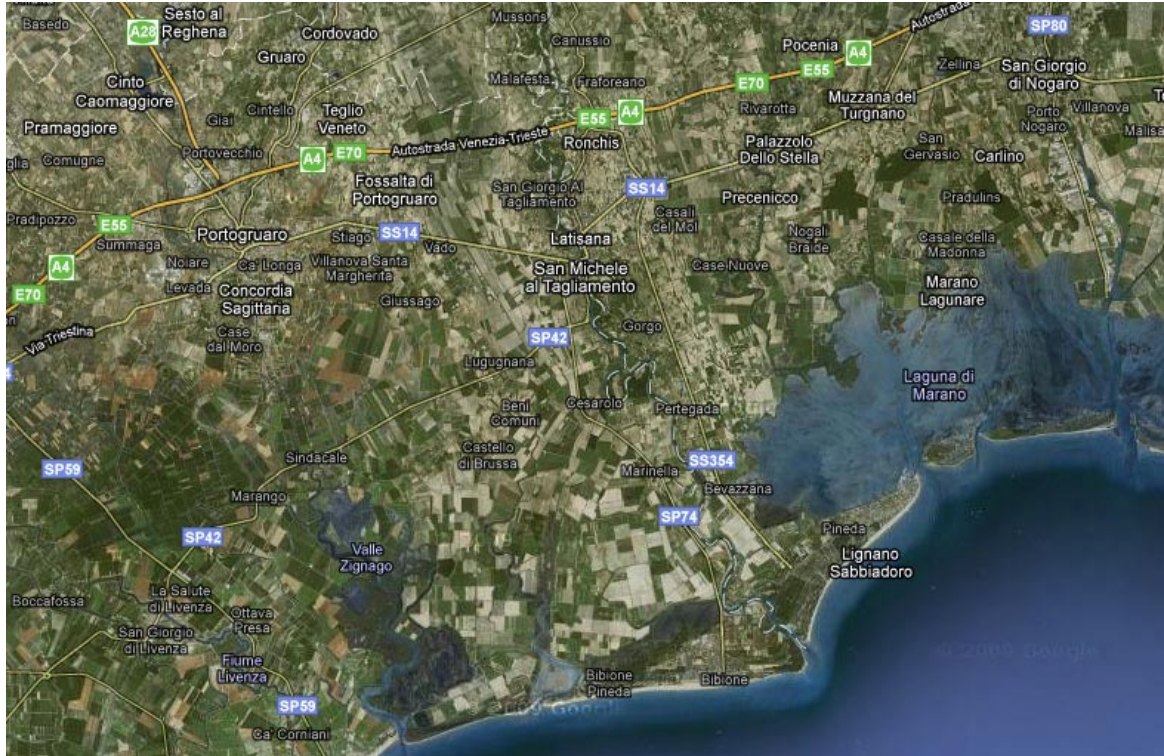 Sesto al
Reghena
Mussons
SP80
Basedo
A28
Cordovado
Canussio
Pocenia
A4
Autostrada
Gruaro
Zellina
San Giorgio
di Nogaro
Cinto
Caomaggiore
Malafesta
Fraforeano
E70
E55
Cintello
Teglio
Veneto
E55
A4
Rivarotta
Muzzana del
Turgnano
Porto
Nogaro
Villanova
Pramaggiore
Giai
Autostrada Venezia-Trieste
Ronchis
Palazzolo
Dello Stella
San
Gervasio
Carlino
Comugne
Portovecchio
A4
E70
Fossalta di
Portogruaro
San Giorgio Al
Tagliamento
SS14
Precenicco
Pradulins
Pradipozzo
E55
Summaga
Portogruaro
Stiago
SS14
Vado
Latisana
Casali
del Mol
Nogali
Braide
Casale della
Madonna
A4
Noiare
Ca' Longa
Villanova Santa
Margherita
San Michele
al Tagliamento
Case Nuove
E70
Levada
Concordia
Sagittaria
Giussago
Marano
Lagunare
Via Triestina
Case
dal Moro
SP42
Gorgo
Lugugnana
Laguna di
Marano
Beni
Comuni
Cesarolo
Pertegada
SP59
Sindacale
Castello
di Brussa
Marinella
SS354
Marango
Bevazzana
SP42
Valle
Zignago
SP74
Pineda
Lignano
Sabbiadoro
Boccafossa
La Salute
di Livenza
Ottava
Presa
San Giorgio
di Livenza
Fiume
Livenza
Bibione
Pineda
Bibione
© 2009 Google
SP59
Ca' Corniani